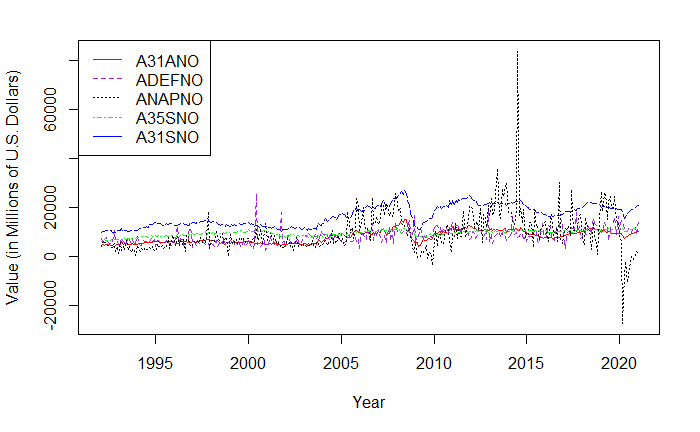 A31ANO
ADEFNO
ANAPNO
A35SNO
A31SNO
Value (in Millions of U.S. Dollars)
60000
20000
0
-20000
1995 2000 2005 2010 2015 2020
Year